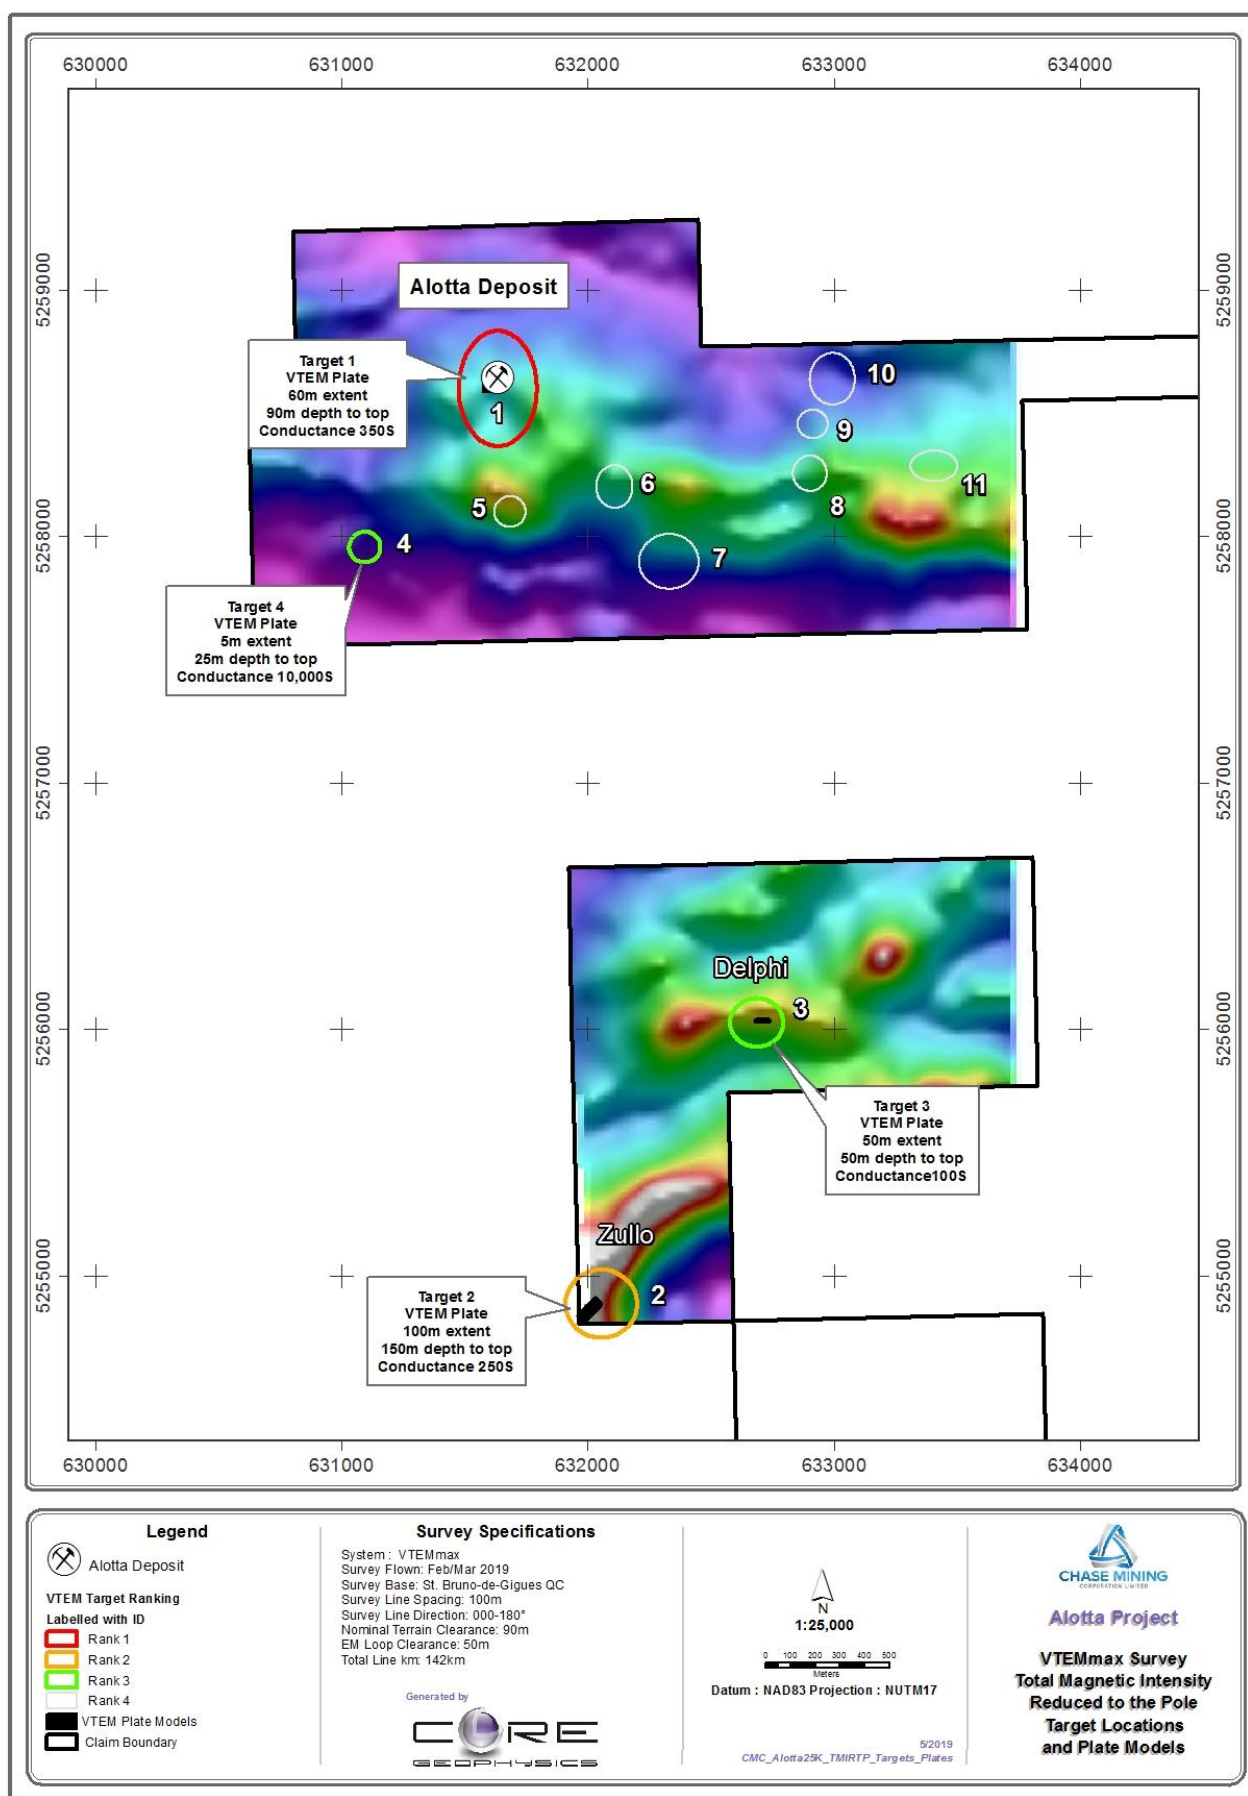 630000 631000 632000 633000 634000
5259000
5259000
Alotta Deposit
Target 1
VTEM Plate
60m extent
90m depth to top
Conductance 350S
1
10
9
6
5
8
11
5258000
5258000
4
7
Target 4
VTEM Plate
5m extent
25m depth to top
Conductance 10,000S
5257000
5257000
Delphi
3
5256000
5256000
Target 3
VTEM Plate
50m extent
50m depth to top
Conductance100S
Zullo
5255000
5255000
2
Target 2
VTEM Plate
100m extent
150m depth to top
Conductance 250S
630000 631000 632000 633000 634000
Legend
Alotta Deposit
VTEM Target Ranking
Labelled with ID
Rank 1
Rank 2
Rank 3
Rank 4
VTEM Plate Models
Claim Boundary
Survey Specifications
System : VTEMmax
Survey Flown: Feb/Mar 2019
Survey Base: St. Bruno-de-Gigues QC
Survey Line Spacing: 100m
Survey Line Direction: 000-180°
Nominal Terrain Clearance: 90m
EM Loop Clearance: 50m
Total Line km: 142km
Generated by
CORE
GEOPHYSICS
N
1:25,000
0 100 200 300 400 500
Meters
Datum : NAD83 Projection : NUTM17
5/2019
CMC_Alotta25K_TMIRTP_Targets_Plates
CHASE MINING
CORPORATION LIMITED
Alotta Project
VTEMmax Survey
Total Magnetic Intensity
Reduced to the Pole
Target Locations
and Plate Models